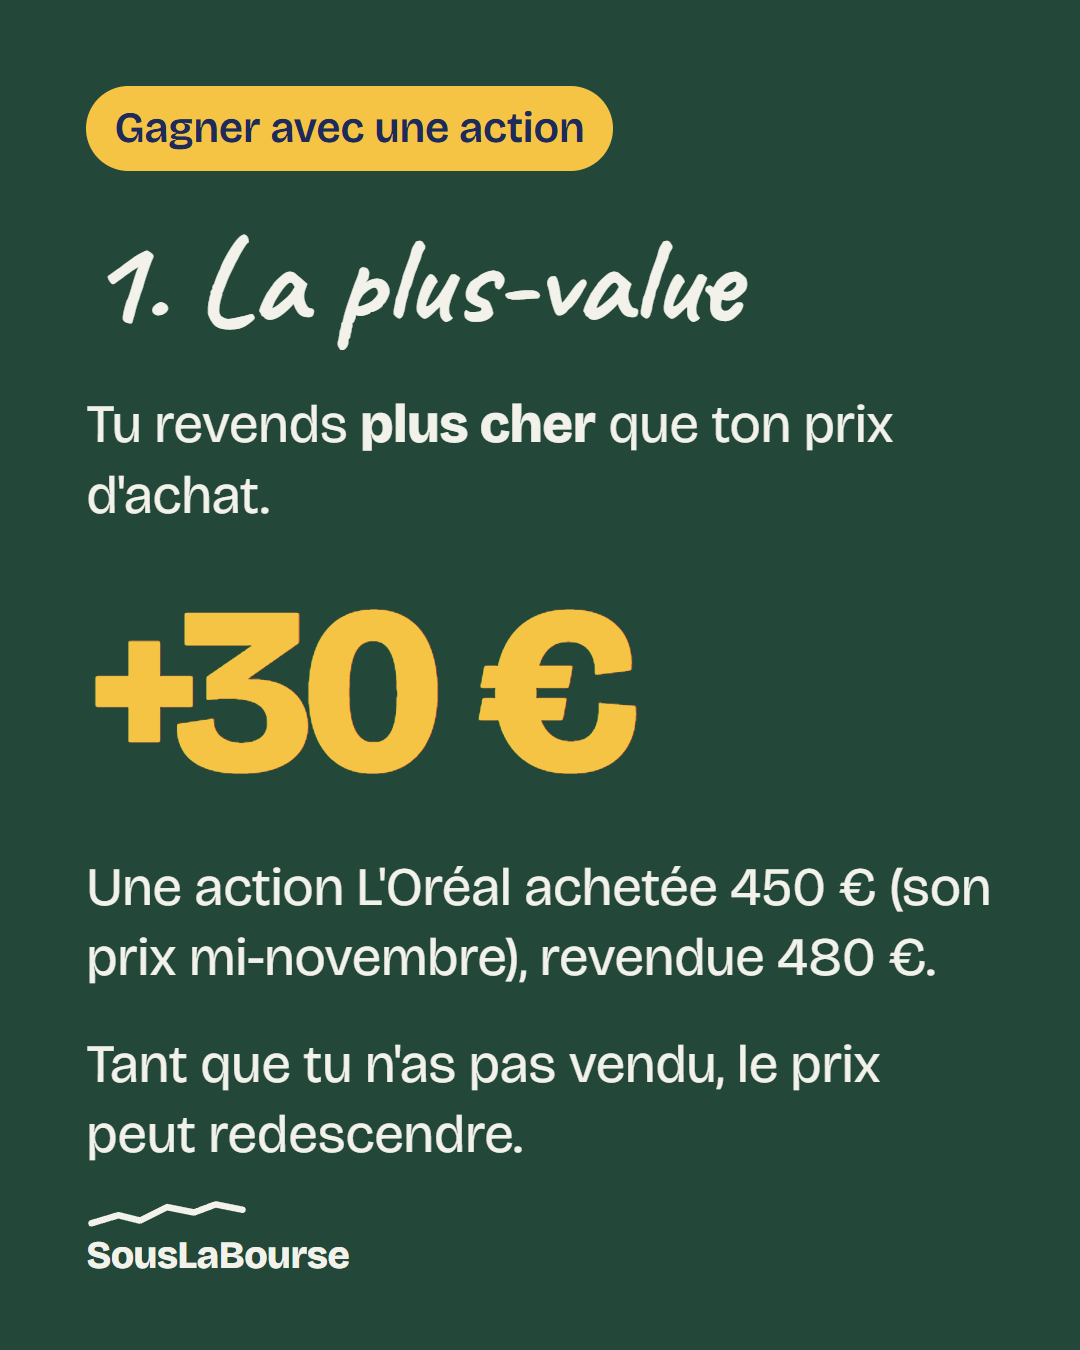 Gagner avec une action
1. La plus-value
Tu revends plus cher que ton prix
d'achat.
+30 €
Une action L'Oréal achetée 450 € (son
prix mi-novembre), revendue 480 €.
Tant que tu n'as pas vendu, le prix
peut redescendre.
SousLaBourse